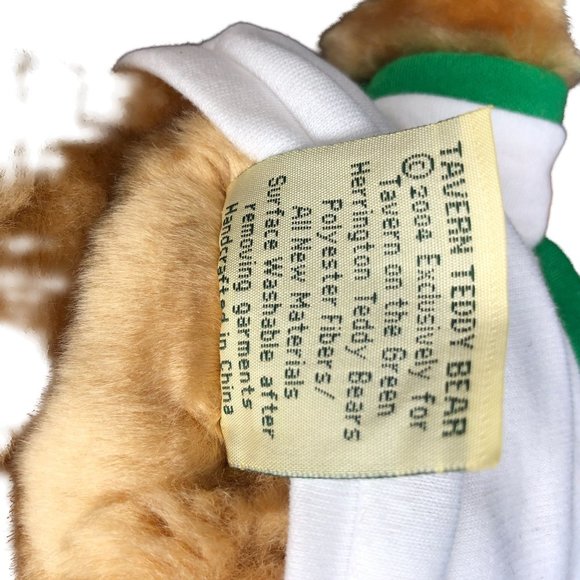 TAVERN TEDDY BEAR
© 2004 Exclusively for
Tavern on the Green
Herrington Teddy Bears
Polyester Fibers/
All New Materials
Surface Washable after
removing garments
Handcrafted in China